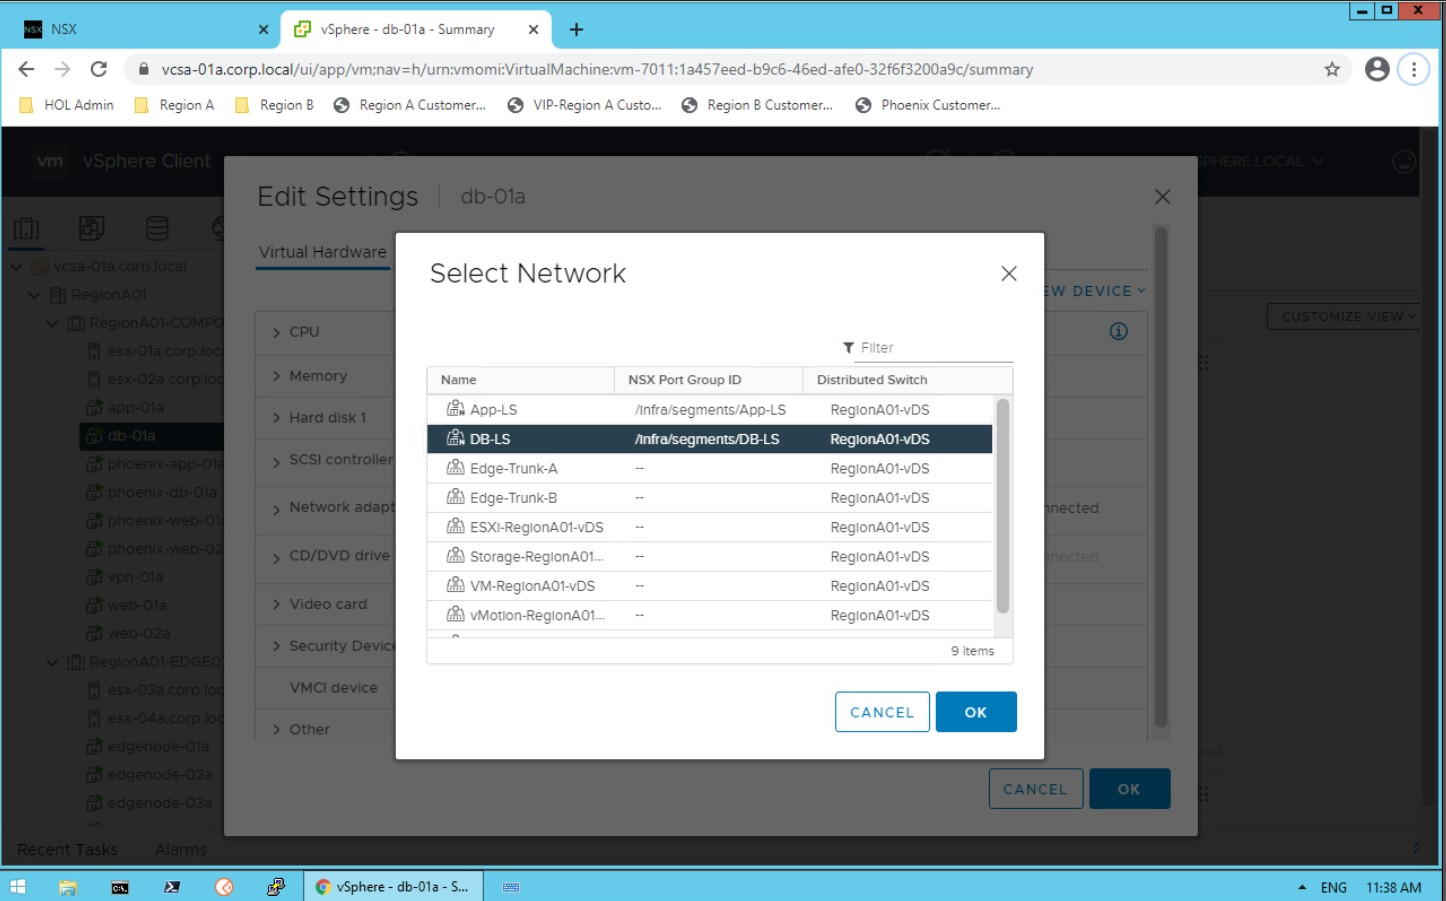 NSX NSX
vSphere - db-01a - Summary
vcsa-01a.corp.local/ui/app/vm;nav=h/urn:vmomi:VirtualMachine:vm-7011:1a457eed-b9c6-46ed-afe0-32f6f3200a9c/summary
HOL Admin Region A Region B Region A Customer... VIP-Region A Custo... Region B Customer... Phoenix Customer...
vm vSphere Client
SPHERE.LOCAL
Edit Settings db-01a
Virtual Hardware
EW DEVICE
CUSTOMIZE VIEW
vcsa-01a.corp.local
RegionA01
RegionA01-COMP0
esx-01a.corp.loca
esx-02a.corp.loc
app-01a
db-01a
phoenix-app-01a
phoenix-db-01a
phoenix-web-01a
phoenix-web-02
vpn-01a
web-01a
web-02a
RegionA01-EDGE0
esx-03a.corp.loc
esx-04a.corp.loc
edgenode-01a
edgenode-02a
edgenode-03a
CPU
Memory
Hard disk 1
SCSI controller
Network adapt
nnected
CD/DVD drive
nnected
Video card
Security Device
VMCI device
Other
Select Network
Filter
Name NSX Port Group ID Distributed Switch
App-LS /infra/segments/App-LS RegionA01-vDS
DB-LS /infra/segments/DB-LS RegionA01-vDS
Edge-Trunk-A -- RegionA01-vDS
Edge-Trunk-B -- RegionA01-vDS
ESXi-RegionA01-vDS -- RegionA01-vDS
Storage-RegionA01... -- RegionA01-vDS
VM-RegionA01-vDS -- RegionA01-vDS
vMotion-RegionA01... -- RegionA01-vDS
9 items
CANCEL OK
CANCEL OK
Recent Tasks Alarms
vSphere - db-01a - S...
ENG 11:38 AM